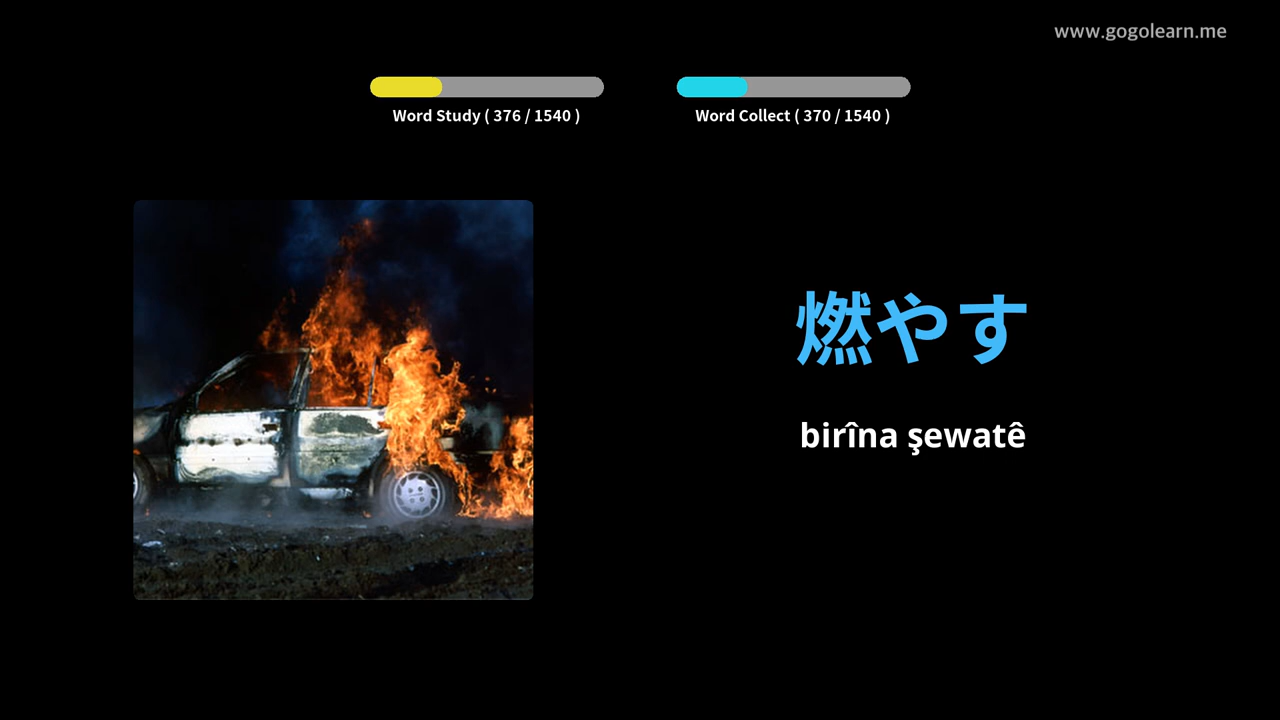 www.gogolearn.me
Word Study ( 376 / 1540 )
Word Collect ( 370 / 1540 )
燃やす
birîna şewatê